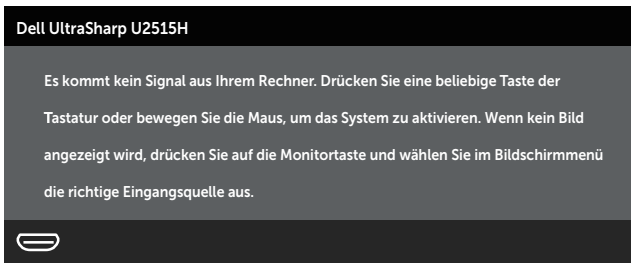 Dell UltraSharp U2515H
Es kommt kein Signal aus Ihrem Rechner. Drücken Sie eine beliebige Taste der
Tastatur oder bewegen Sie die Maus, um das System zu aktivieren. Wenn kein Bild
angezeigt wird, drücken Sie auf die Monitortaste und wählen Sie im Bildschirmmenü
die richtige Eingangsquelle aus.